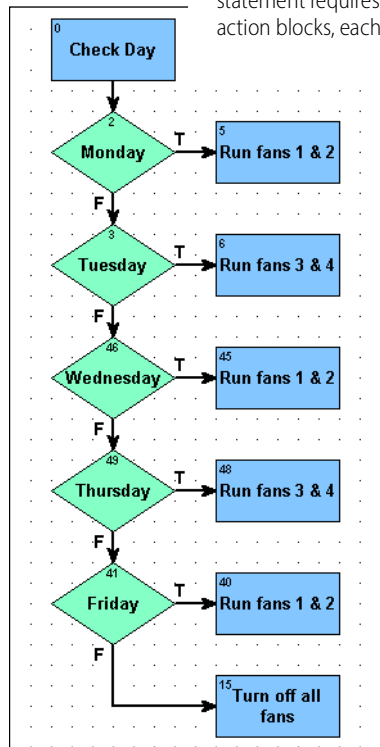 statement requires
action blocks, each
0
Check Day
2
Monday
T
5
Run fans 1 & 2
F
3
Tuesday
T
6
Run fans 3 & 4
F
46
Wednesday
T
45
Run fans 1 & 2
F
49
Thursday
T
48
Run fans 3 & 4
F
41
Friday
T
40
Run fans 1 & 2
F
15
Turn off all
fans